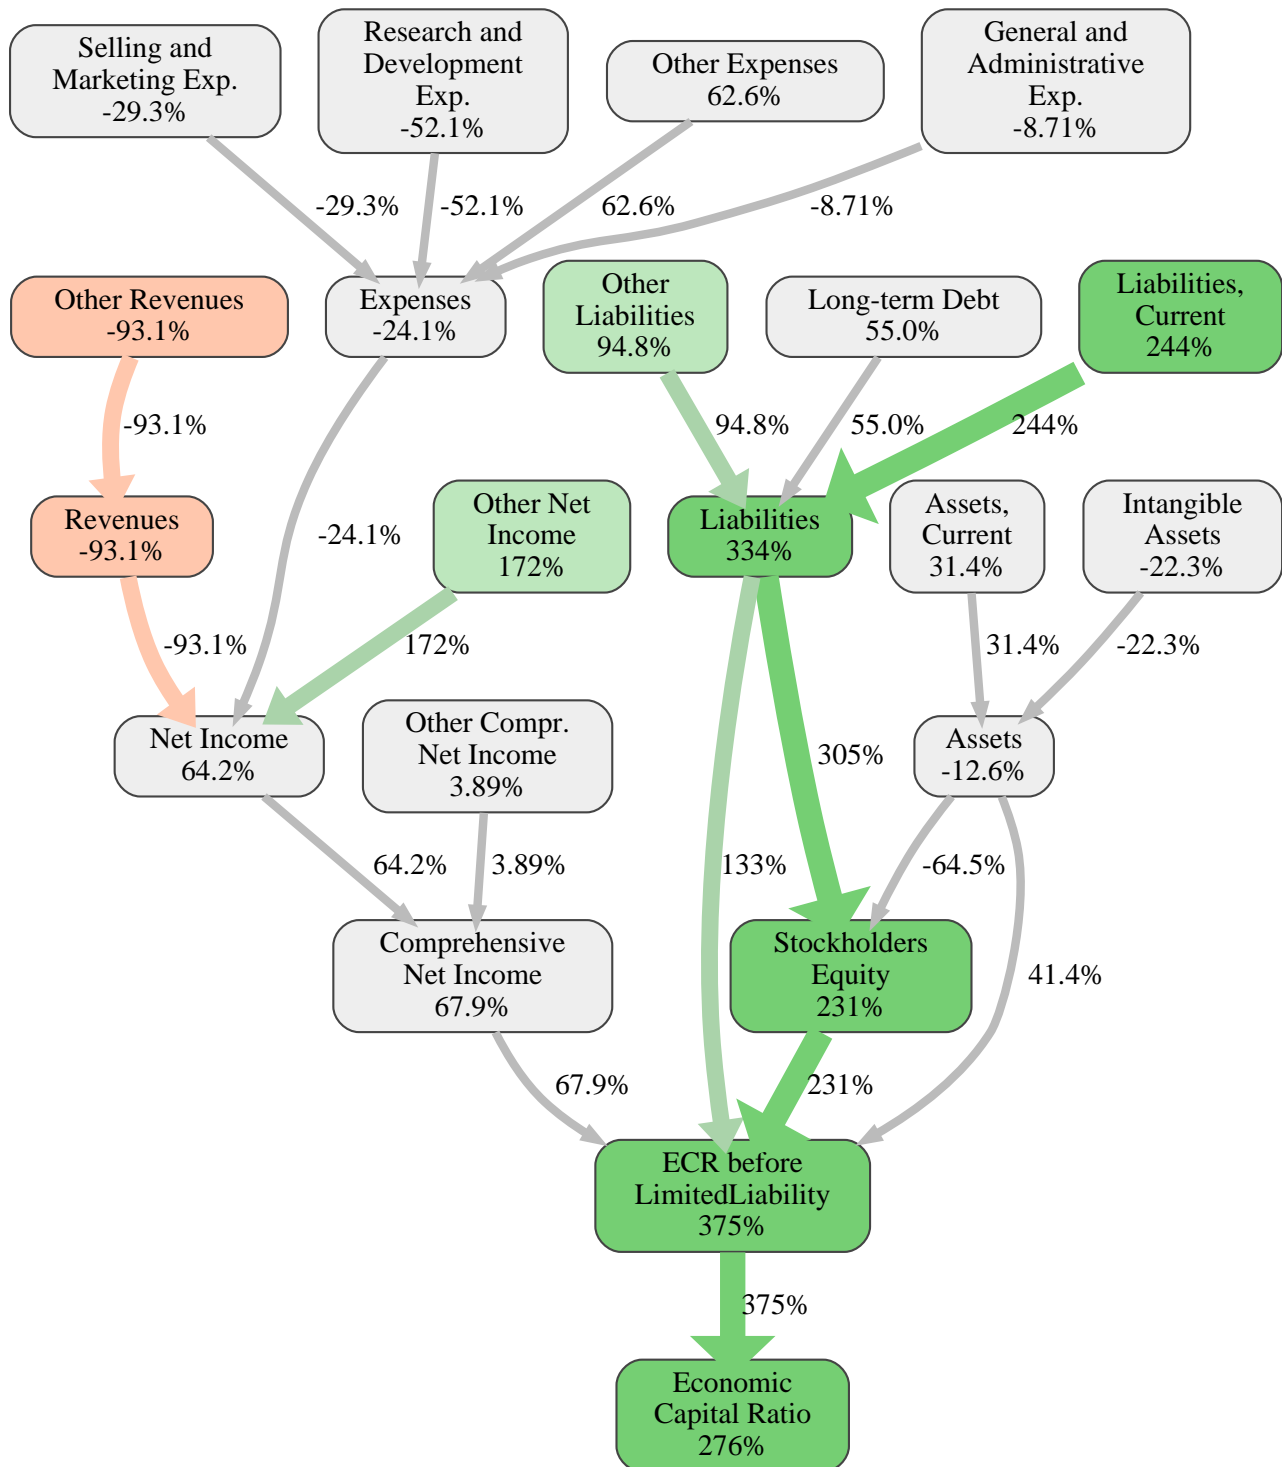 Selling and
Marketing Exp.
-29.3%
Research and
Development
Exp.
-52.1%
Other Expenses
62.6%
General and
Administrative
Exp.
-8.71%
-29.3%
-52.1%
62.6%
-8.71%
Other Revenues
-93.1%
Expenses
-24.1%
Other
Liabilities
94.8%
Long-term Debt
55.0%
Liabilities,
Current
244%
-93.1%
94.8%
55.0%
244%
Revenues
-93.1%
-24.1%
Other Net
Income
172%
Liabilities
334%
Assets,
Current
31.4%
Intangible
Assets
-22.3%
-93.1%
172%
31.4%
-22.3%
Net Income
64.2%
Other Compr.
Net Income
3.89%
305%
Assets
-12.6%
64.2%
3.89%
133%
-64.5%
Comprehensive
Net Income
67.9%
Stockholders
Equity
231%
41.4%
67.9%
231%
ECR before
LimitedLiability
375%
375%
Economic
Capital Ratio
276%